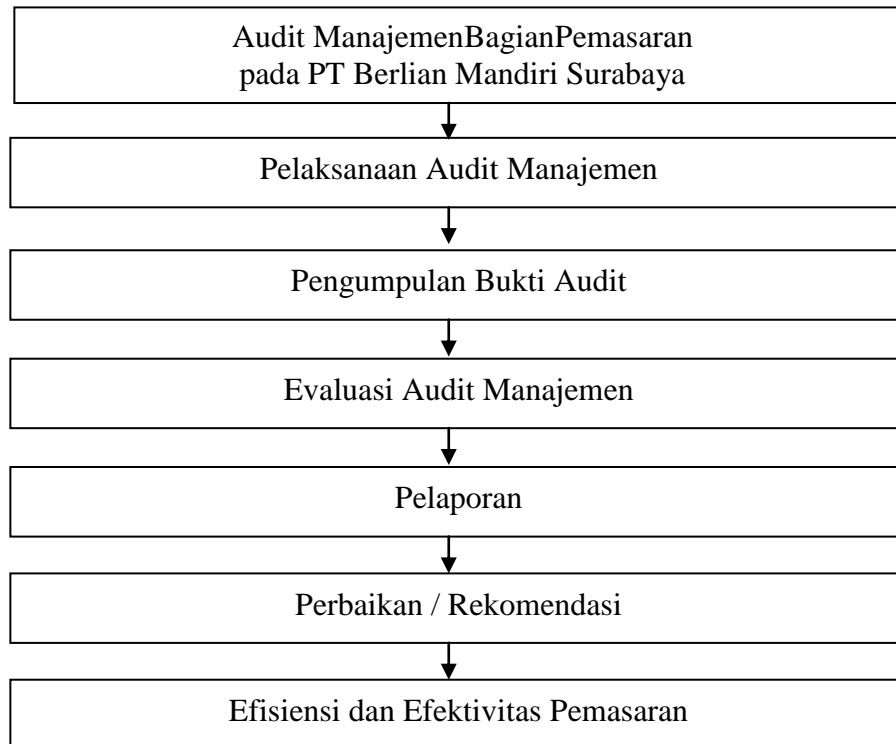 Audit ManajemenBagianPemasaran
pada PT Berlian Mandiri Surabaya
Pelaksanaan Audit Manajemen
Pengumpulan Bukti Audit
Evaluasi Audit Manajemen
Pelaporan
Perbaikan / Rekomendasi
Efisiensi dan Efektivitas Pemasaran